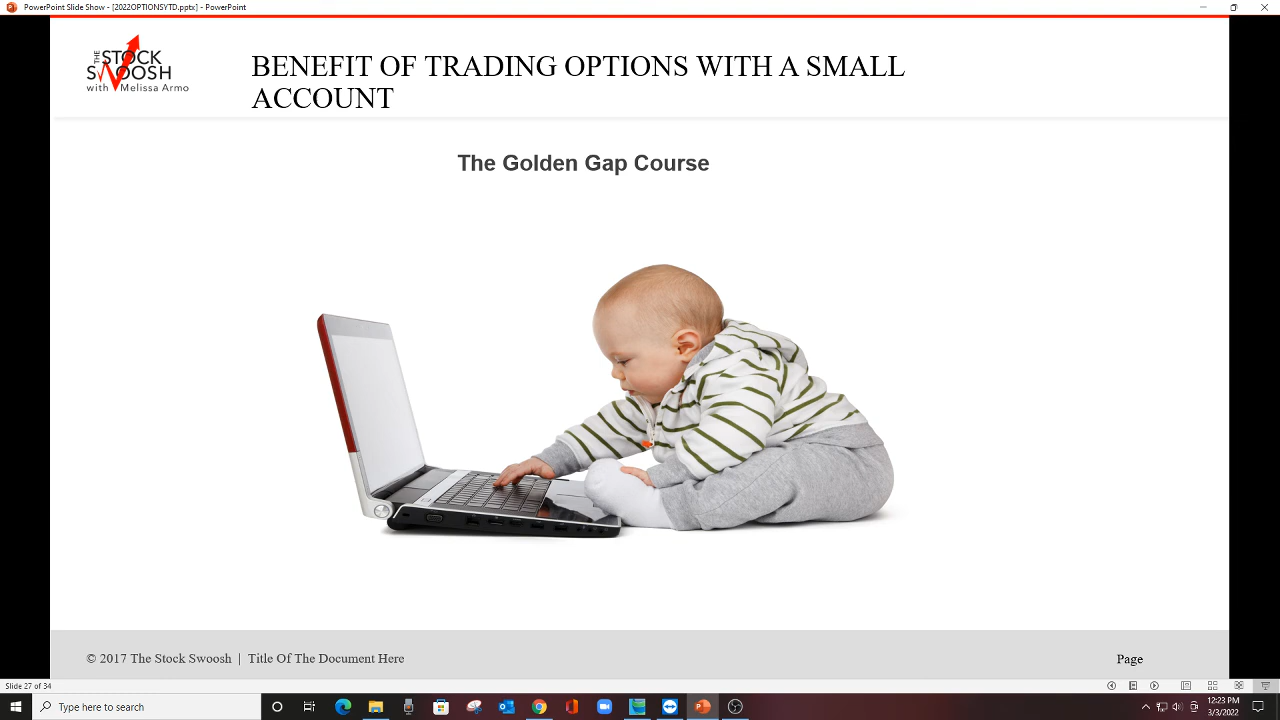 PowerPoint Slide Show - [2022OPTIONSYTD.pptx] - PowerPoint
THE STOCK
SWOOSH
with Melissa Armo
BENEFIT OF TRADING OPTIONS WITH A SMALL
ACCOUNT
The Golden Gap Course
© 2017 The Stock Swoosh | Title Of The Document Here
Page
Slide 27 of 34
Type here to search
12:23 PM
3/3/2022